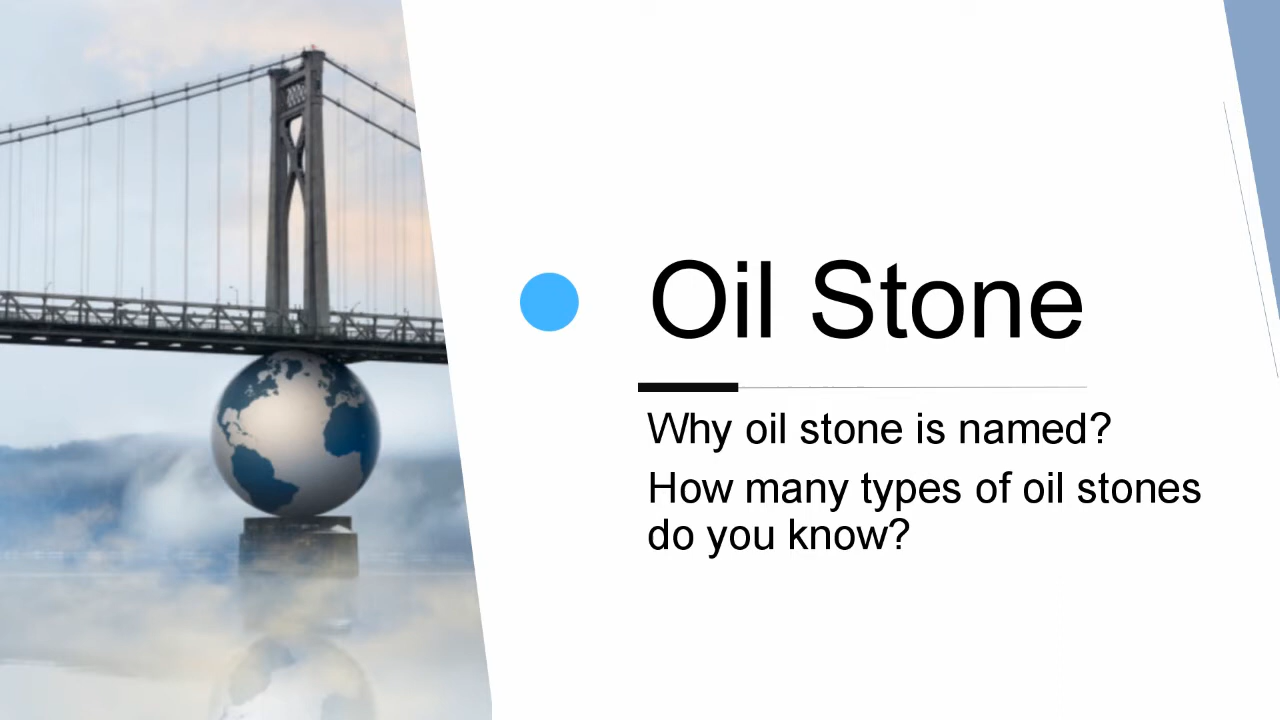 Oil Stone
Why oil stone is named?
How many types of oil stones
do you know?